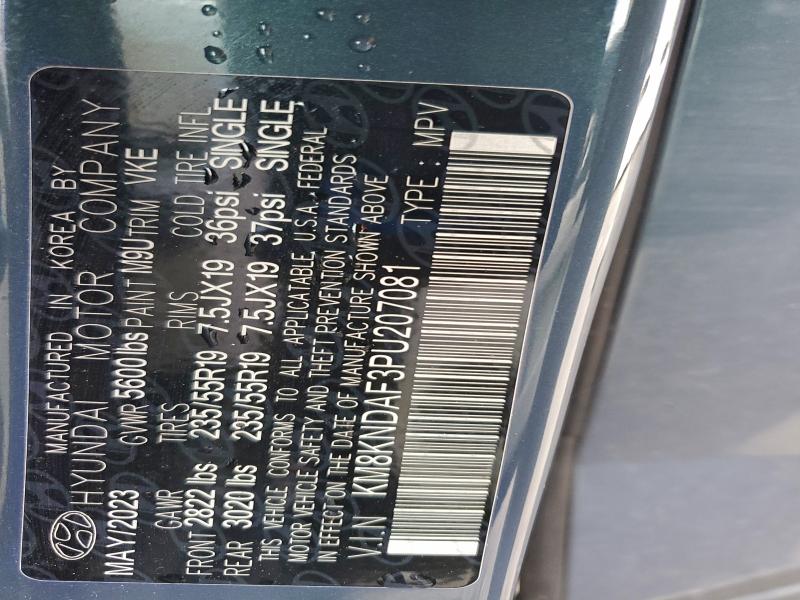 MANUFACTURED IN KOREA BY
HYUNDAI MOTOR COMPANY
MAY/2023 GVWR 5600 lbs PAINT M9U TRIM VKE
GAWR TIRES RIMS COLD TIRE INFL
FRONT 2822 lbs 235/55R19 7.5JX19 36psi SINGLE
REAR 3020 lbs 235/55R19 7.5JX19 37psi SINGLE,
THIS VEHICLE CONFORMS TO ALL APPLICATABLE U.S.A. FEDERAL
MOTOR VEHICLE SAFETY AND THEFT PREVENTION STANDARDS
IN EFFECT ON THE DATE OF MANUFACTURE SHOWN ABOVE
V.I.N KM8KNDAF3PU207081 TYPE : MPV